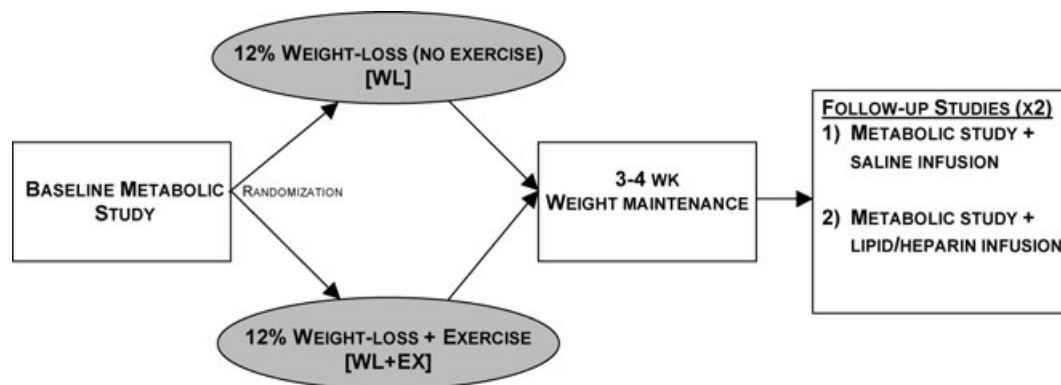 12% WEIGHT-LOSS (NO EXERCISE)
[WL]
BASELINE METABOLIC
STUDY
RANDOMIZATION
12% WEIGHT-LOSS + EXERCISE
[WL+EX]
3-4 WK
WEIGHT MAINTENANCE
FOLLOW-UP STUDIES (X2)
1) METABOLIC STUDY +
SALINE INFUSION
2) METABOLIC STUDY +
LIPID/HEPARIN INFUSION